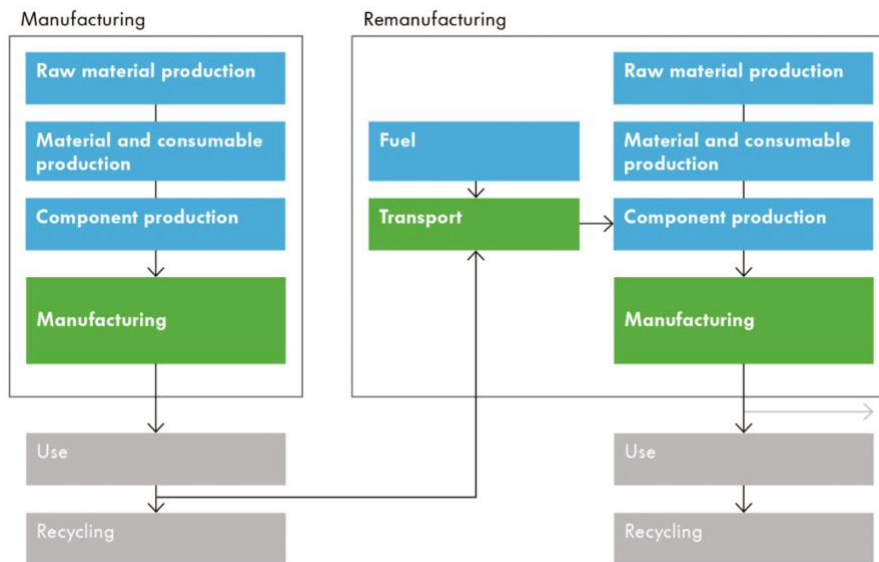 Manufacturing
Raw material production
Material and consumable
production
Component production
Manufacturing
Use
Recycling
Remanufacturing
Fuel
Transport
Raw material production
Material and consumable
production
Component production
Manufacturing
Use
Recycling